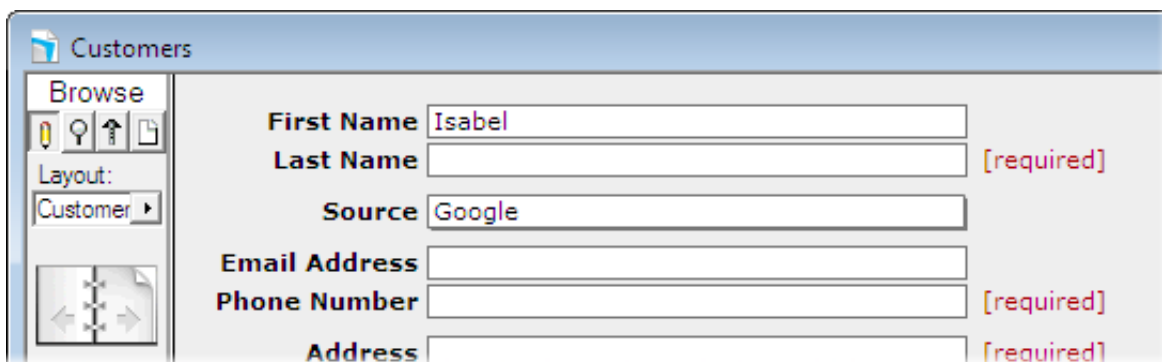 Customers
Browse
Layout:
Customer
First Name Isabel
Last Name [required]
Source Google
Email Address
Phone Number [required]
Address [required]